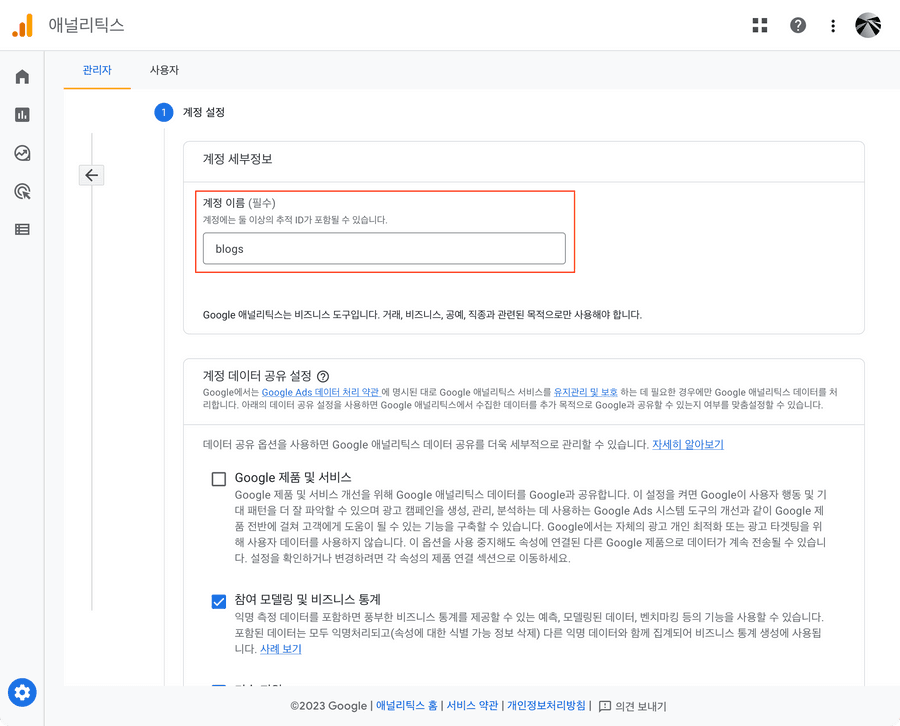 애널리틱스
관리자
사용자
1 계정 설정
계정 세부정보
계정 이름 (필수)
계정에는 둘 이상의 추적 ID가 포함될 수 있습니다.
blogs
Google 애널리틱스는 비즈니스 도구입니다. 거래, 비즈니스, 공예, 직종과 관련된 목적으로만 사용해야 합니다.
계정 데이터 공유 설정
Google에서는 Google Ads 데이터 처리 약관 에 명시된 대로 Google 애널리틱스 서비스를 유지관리 및 보호 하는 데 필요한 경우에만 Google 애널리틱스 데이터를 처
리합니다. 아래의 데이터 공유 설정을 사용하면 Google 애널리틱스에서 수집한 데이터를 추가 목적으로 Google과 공유할 수 있는지 여부를 맞춤설정할 수 있습니다.
데이터 공유 옵션을 사용하면 Google 애널리틱스 데이터 공유를 더욱 세부적으로 관리할 수 있습니다. 자세히 알아보기
Google 제품 및 서비스
Google 제품 및 서비스 개선을 위해 Google 애널리틱스 데이터를 Google과 공유합니다. 이 설정을 켜면 Google이 사용자 행동 및 기
대 패턴을 더 잘 파악할 수 있으며 광고 캠페인을 생성, 관리, 분석하는 데 사용하는 Google Ads 시스템 도구의 개선과 같이 Google 제
품 전반에 걸쳐 고객에게 도움이 될 수 있는 기능을 구축할 수 있습니다. Google에서는 자체의 광고 개인 최적화 또는 광고 타겟팅을 위
해 사용자 데이터를 사용하지 않습니다. 이 옵션을 사용 중지해도 속성에 연결된 다른 Google 제품으로 데이터가 계속 전송될 수 있습니
다. 설정을 확인하거나 변경하려면 각 속성의 제품 연결 섹션으로 이동하세요.
참여 모델링 및 비즈니스 통계
익명 측정 데이터를 포함하면 풍부한 비즈니스 통계를 제공할 수 있는 예측, 모델링된 데이터, 벤치마킹 등의 기능을 사용할 수 있습니다.
포함된 데이터는 모두 익명처리되고(속성에 대한 식별 가능 정보 삭제) 다른 익명 데이터와 함께 집계되어 비즈니스 통계 생성에 사용됩
니다. 사례 보기
©2023 Google | 애널리틱스 홈 | 서비스 약관 | 개인정보처리방침 | 의견 보내기